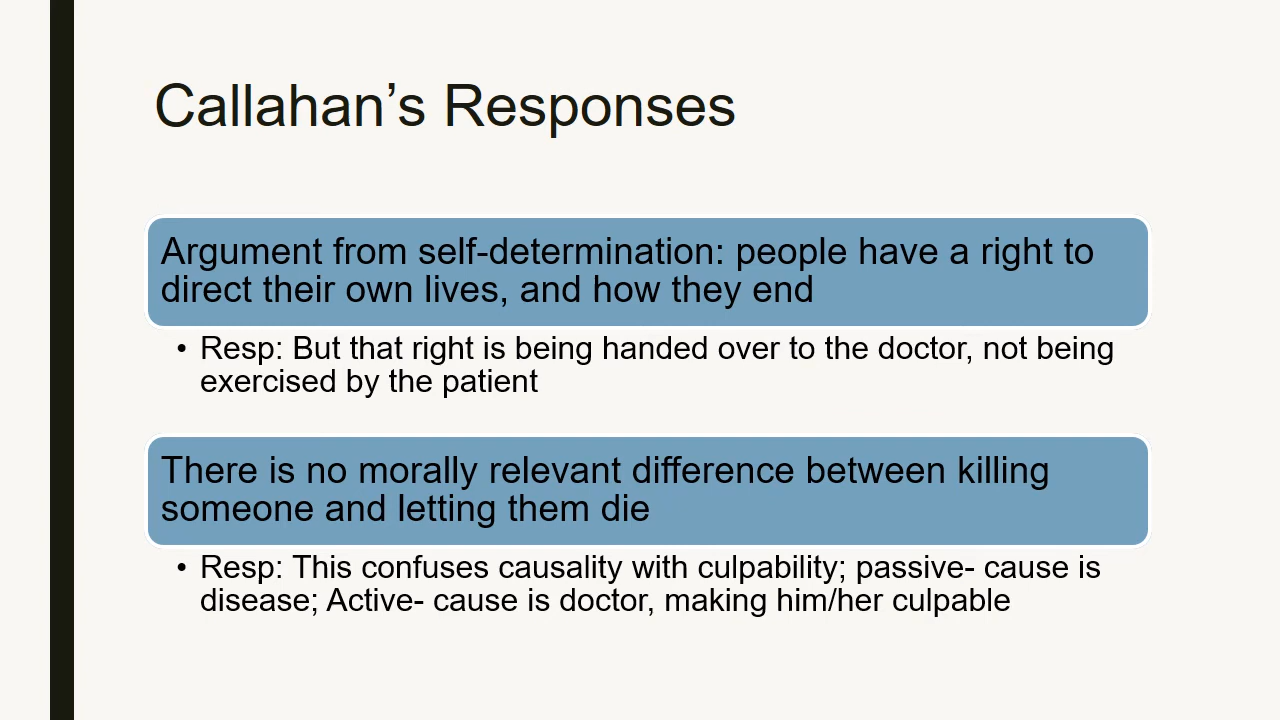 Callahan’s Responses
Argument from self-determination: people have a right to
direct their own lives, and how they end
• Resp: But that right is being handed over to the doctor, not being
exercised by the patient
There is no morally relevant difference between killing
someone and letting them die
• Resp: This confuses causality with culpability; passive- cause is
disease; Active- cause is doctor, making him/her culpable